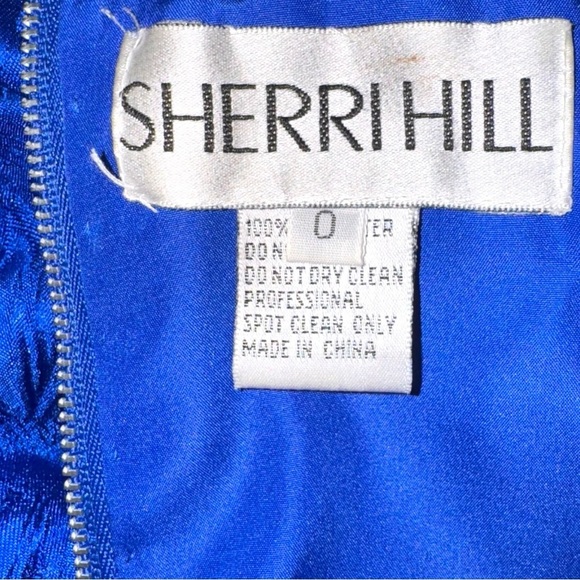 SHERRI HILL
0
100%
DO
DO NOT DRY CLEAN
PROFESSIONAL
SPOT CLEAN ONLY
MADE IN CHINA